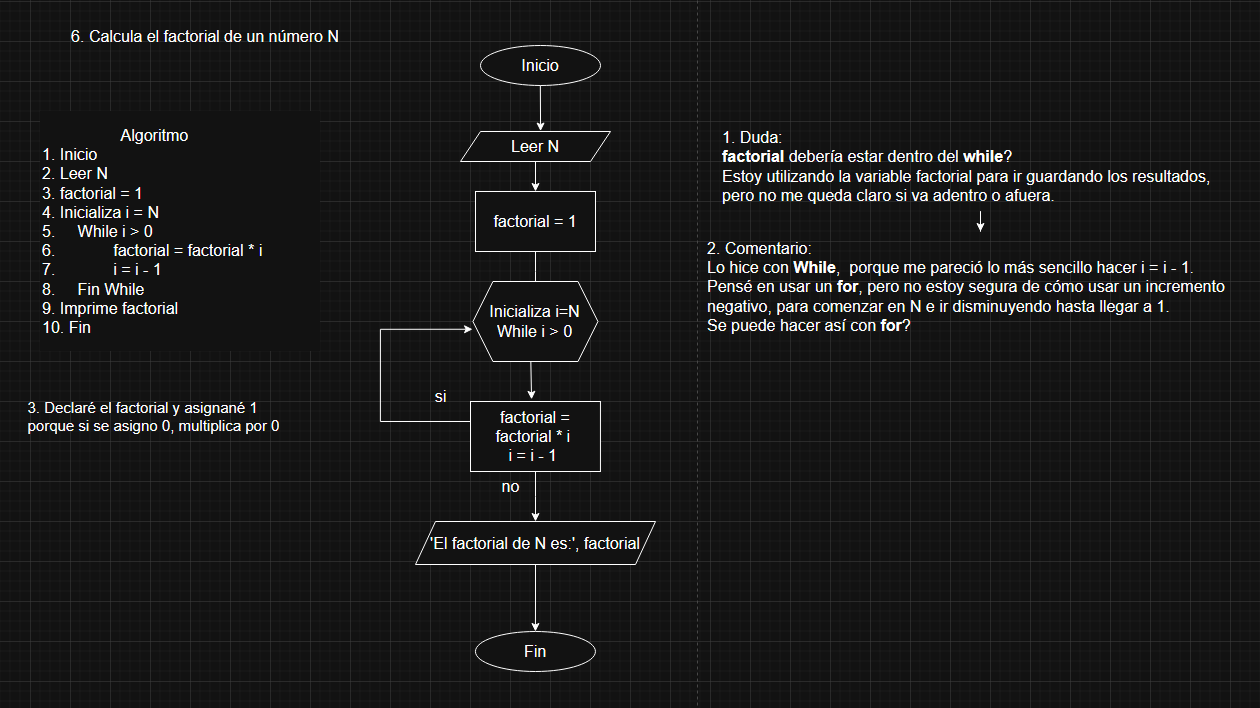 6. Calcula el factorial de un número N
Algoritmo
1. Inicio
2. Leer N
3. factorial = 1
4. Inicializa i = N
5. While i > 0
6. factorial = factorial * i
7. i = i - 1
8. Fin While
9. Imprime factorial
10. Fin
3. Declaré el factorial y asignané 1
porque si se asigno 0, multiplica por 0
Inicio
Leer N
factorial = 1
Inicializa i=N
While i > 0
si
factorial =
factorial * i
i = i - 1
no
'El factorial de N es:', factorial
Fin
1. Duda:
factorial debería estar dentro del while?
Estoy utilizando la variable factorial para ir guardando los resultados,
pero no me queda claro si va adentro o afuera.
2. Comentario:
Lo hice con While, porque me pareció lo más sencillo hacer i = i - 1.
Pensé en usar un for, pero no estoy segura de cómo usar un incremento
negativo, para comenzar en N e ir disminuyendo hasta llegar a 1.
Se puede hacer así con for?